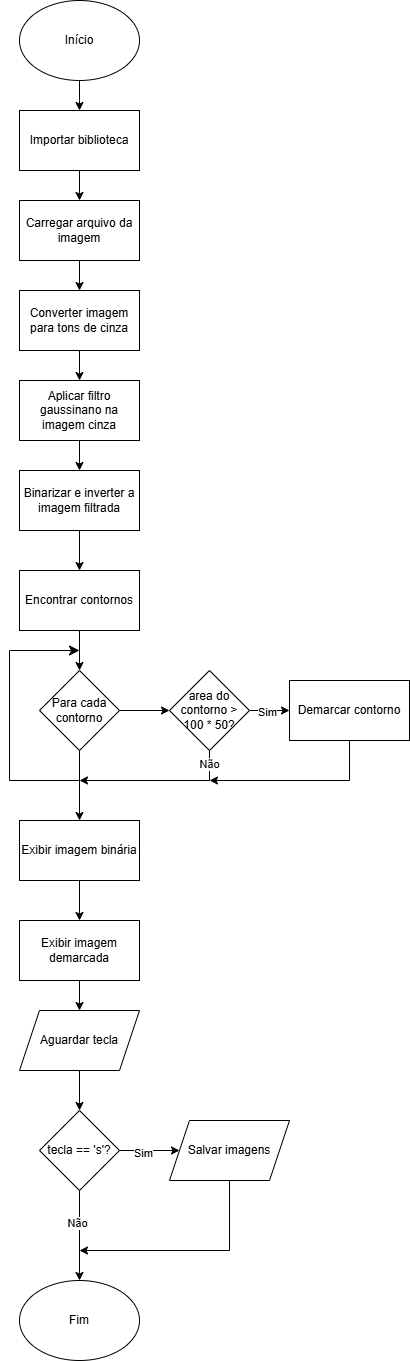 Início
Importar biblioteca
Carregar arquivo da
imagem
Converter imagem
para tons de cinza
Aplicar filtro
gaussinano na
imagem cinza
Binarizar e inverter a
imagem filtrada
Encontrar contornos
Para cada
contorno
area do
contorno >
100 * 50?
Sim
Demarcar contorno
Não
Exibir imagem binária
Exibir imagem
demarcada
Aguardar tecla
tecla == 's'?
Sim
Salvar imagens
Não
Fim